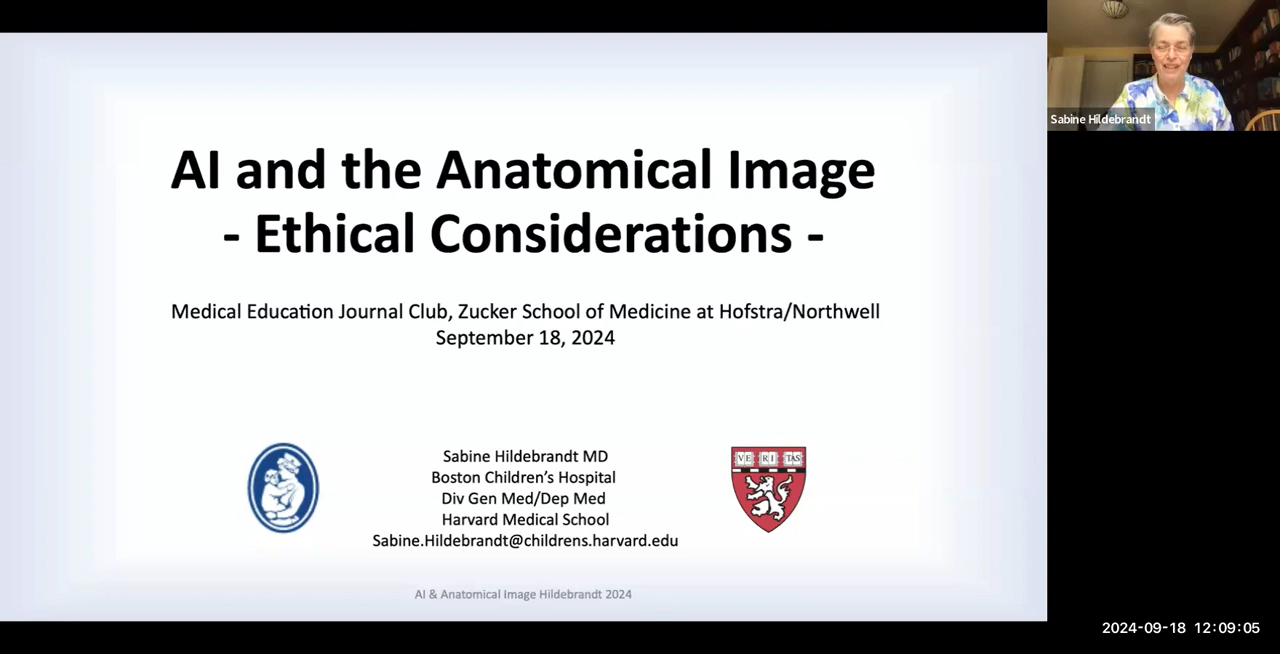 Sabine Hildebrandt
AI and the Anatomical Image
- Ethical Considerations -
Medical Education Journal Club, Zucker School of Medicine at Hofstra/Northwell
September 18, 2024
VE RI TAS
Sabine Hildebrandt MD
Boston Children's Hospital
Div Gen Med/Dep Med
Harvard Medical School
Sabine.Hildebrandt@childrens.harvard.edu
AI & Anatomical Image Hildebrandt 2024
2024-09-18 12:09:05